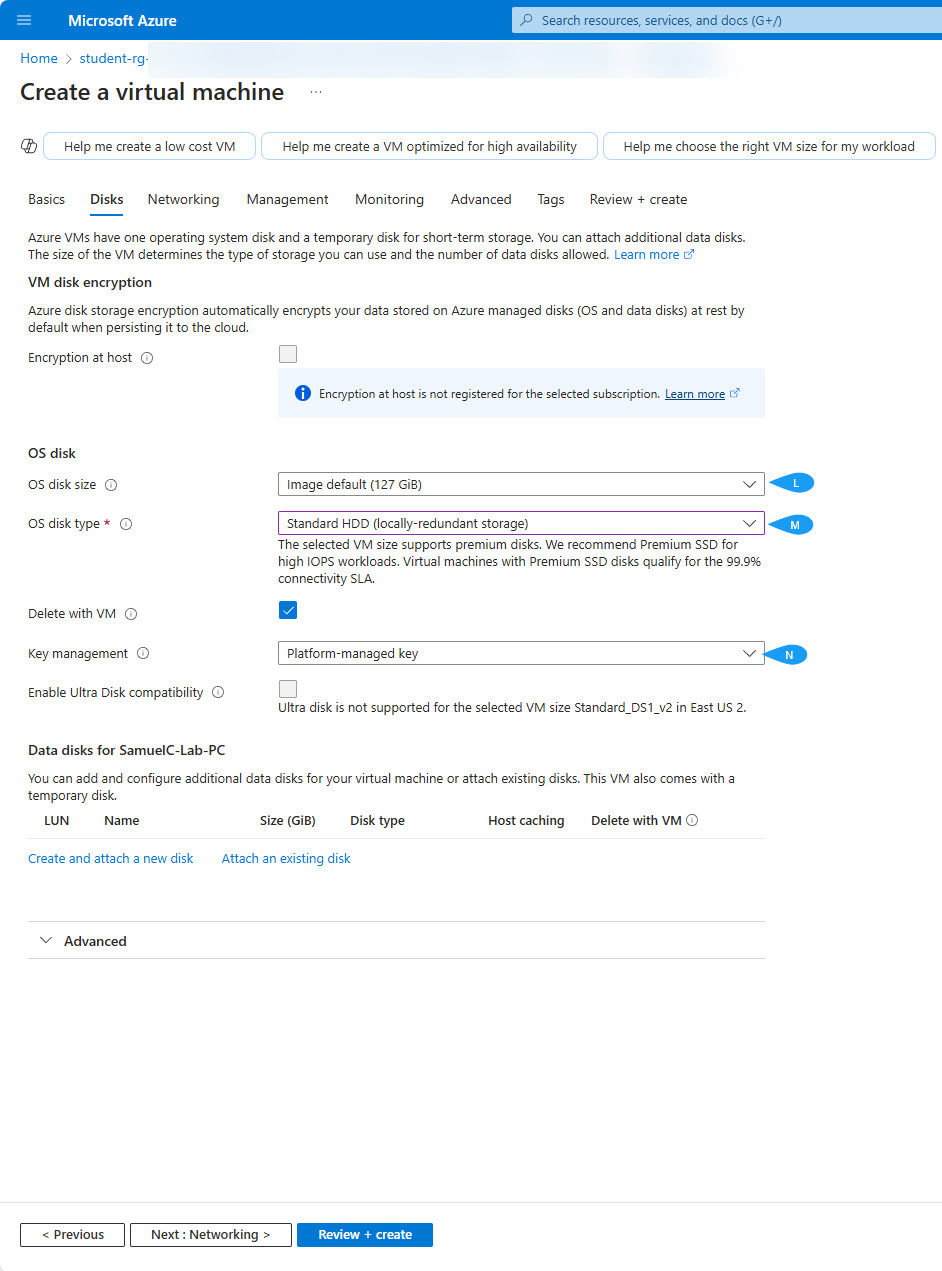 Microsoft Azure
Search resources, services, and docs (G+/)
Home > student-rg-
Create a virtual machine ...
Help me create a low cost VM
Help me create a VM optimized for high availability
Help me choose the right VM size for my workload
Basics Disks Networking Management Monitoring Advanced Tags Review + create
Azure VMs have one operating system disk and a temporary disk for short-term storage. You can attach additional data disks.
The size of the VM determines the type of storage you can use and the number of data disks allowed. Learn more
VM disk encryption
Azure disk storage encryption automatically encrypts your data stored on Azure managed disks (OS and data disks) at rest by
default when persisting it to the cloud.
Encryption at host
Encryption at host is not registered for the selected subscription. Learn more
OS disk
OS disk size
Image default (127 GiB)
L
OS disk type *
Standard HDD (locally-redundant storage)
M
The selected VM size supports premium disks. We recommend Premium SSD for
high IOPS workloads. Virtual machines with Premium SSD disks qualify for the 99.9%
connectivity SLA.
Delete with VM
Key management
Platform-managed key
N
Enable Ultra Disk compatibility
Ultra disk is not supported for the selected VM size Standard_DS1_v2 in East US 2.
Data disks for SamuelC-Lab-PC
You can add and configure additional data disks for your virtual machine or attach existing disks. This VM also comes with a
temporary disk.
LUN Name Size (GiB) Disk type Host caching Delete with VM
Create and attach a new disk Attach an existing disk
Advanced
< Previous Next : Networking > Review + create